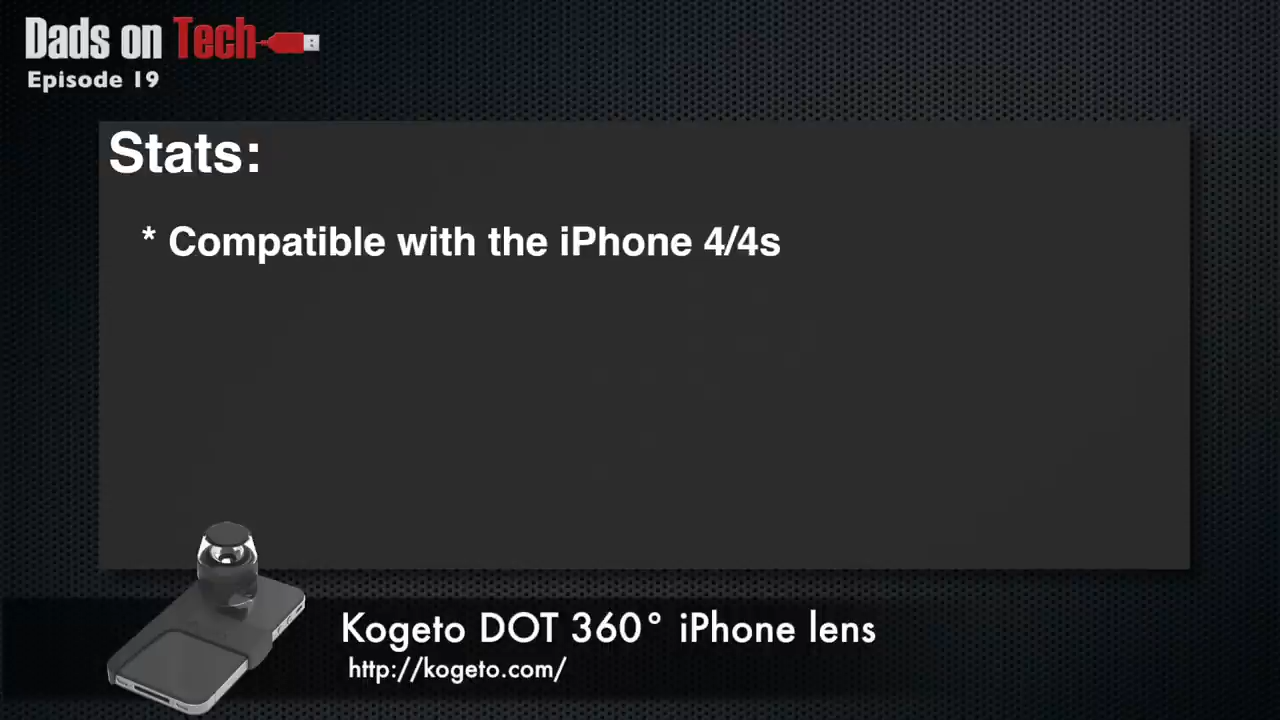 Dads on Tech
Episode 19
Stats:
* Compatible with the iPhone 4/4s
Kogeto DOT 360° iPhone lens
http://kogeto.com/